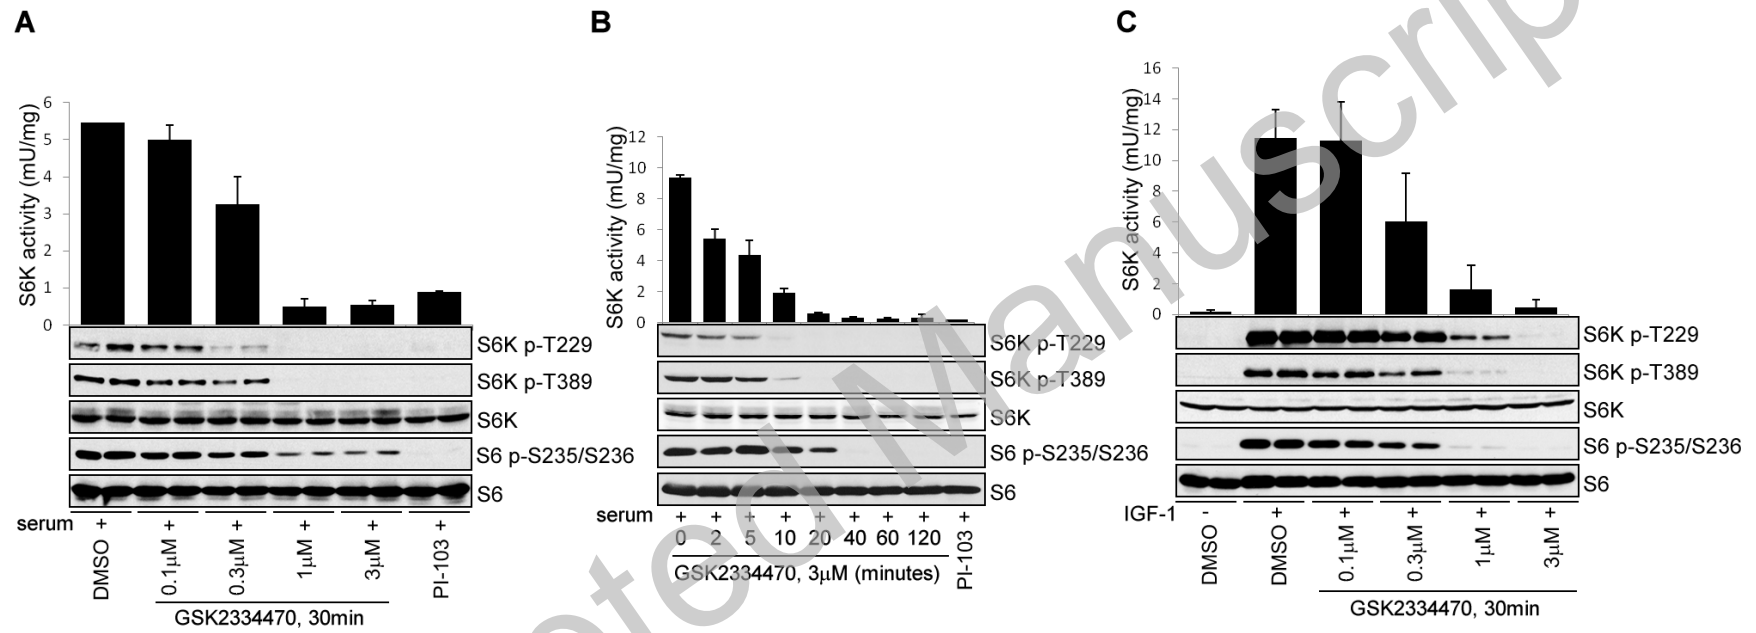 A
S6K activity (mU/mg)
6
5
4
3
2
1
0
S6K p-T229
S6K p-T389
S6K
S6 p-S235/S236
S6
serum + + + + + +
DMSO 0.1µM 0.3µM 1µM 3µM PI-103
GSK2334470, 30min
B
S6K activity (mU/mg)
12
10
8
6
4
2
0
S6K p-T229
S6K p-T389
S6K
S6 p-S235/S236
S6
serum + + + + + + + + +
0 2 5 10 20 40 60 120 PI-103
GSK2334470, 3µM (minutes)
C
S6K activity (mU/mg)
16
14
12
10
8
6
4
2
0
S6K p-T229
S6K p-T389
S6K
S6 p-S235/S236
S6
IGF-1 - + + + + +
DMSO DMSO 0.1µM 0.3µM 1µM 3µM
GSK2334470, 30min
oted Manuscrip